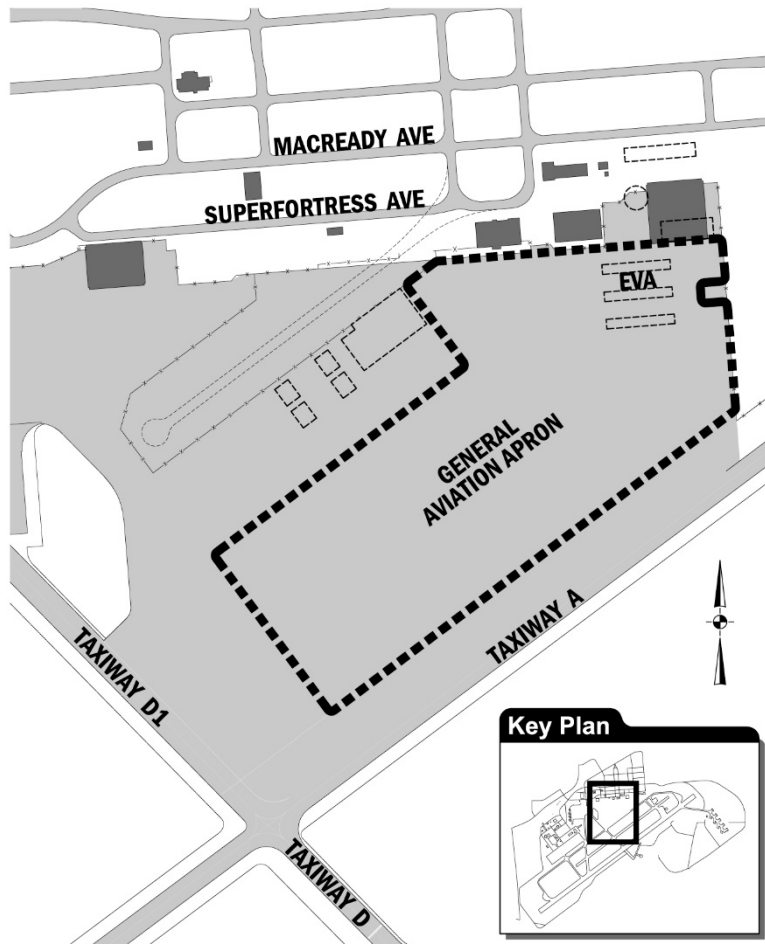 MACREADY AVE
SUPERFORTRESS AVE
EVA
GENERAL
AVIATION APRON
TAXIWAY A
TAXIWAY D1
TAXIWAY D
Key Plan